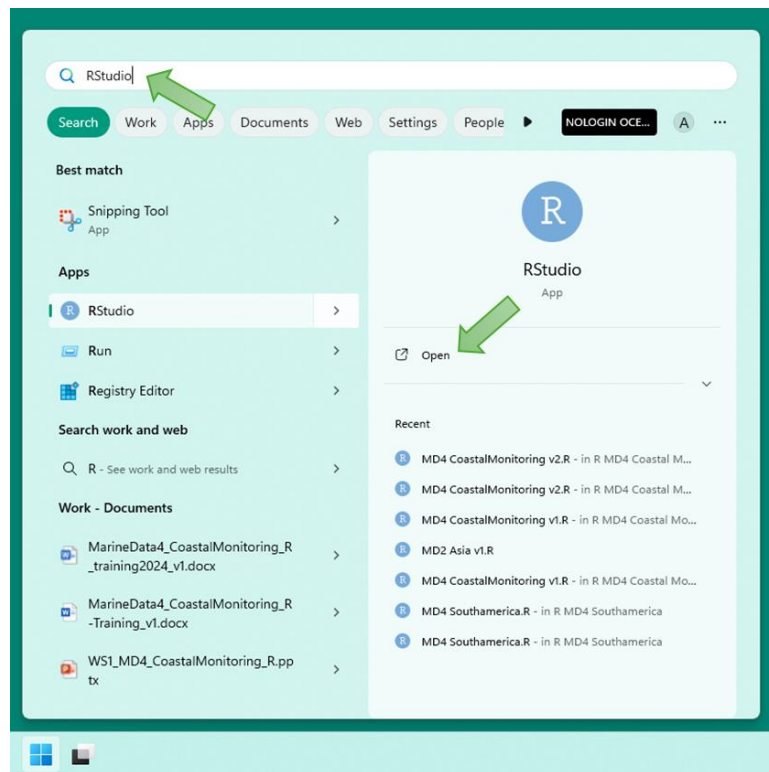 RStudio
Search Work Apps Documents Web Settings People NOLOGIN OCE... A ...
Best match
Snipping Tool
App
Apps
R RStudio
Run
Registry Editor
Search work and web
R - See work and web results
Work - Documents
MarineData4_CoastalMonitoring_R
_training2024_v1.docx
MarineData4_CoastalMonitoring_R
-Training_v1.docx
WS1_MD4_CoastalMonitoring_R.pp
tx
R
RStudio
App
Open
Recent
R MD4 CoastalMonitoring v2.R - in R MD4 Coastal M...
R MD4 CoastalMonitoring v2.R - in R MD4 Coastal M...
R MD4 CoastalMonitoring v1.R - in R MD4 Coastal Mo...
R MD2 Asia v1.R
R MD4 CoastalMonitoring v1.R - in R MD4 Coastal Mo...
R MD4 Southamerica.R - in R MD4 Southamerica
R MD4 Southamerica.R - in R MD4 Southamerica